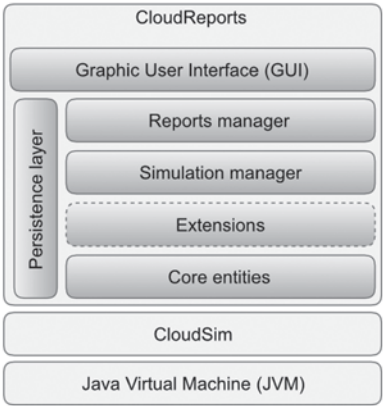 CloudReports
Graphic User Interface (GUI)
Persistence layer
Reports manager
Simulation manager
Extensions
Core entities
CloudSim
Java Virtual Machine (JVM)